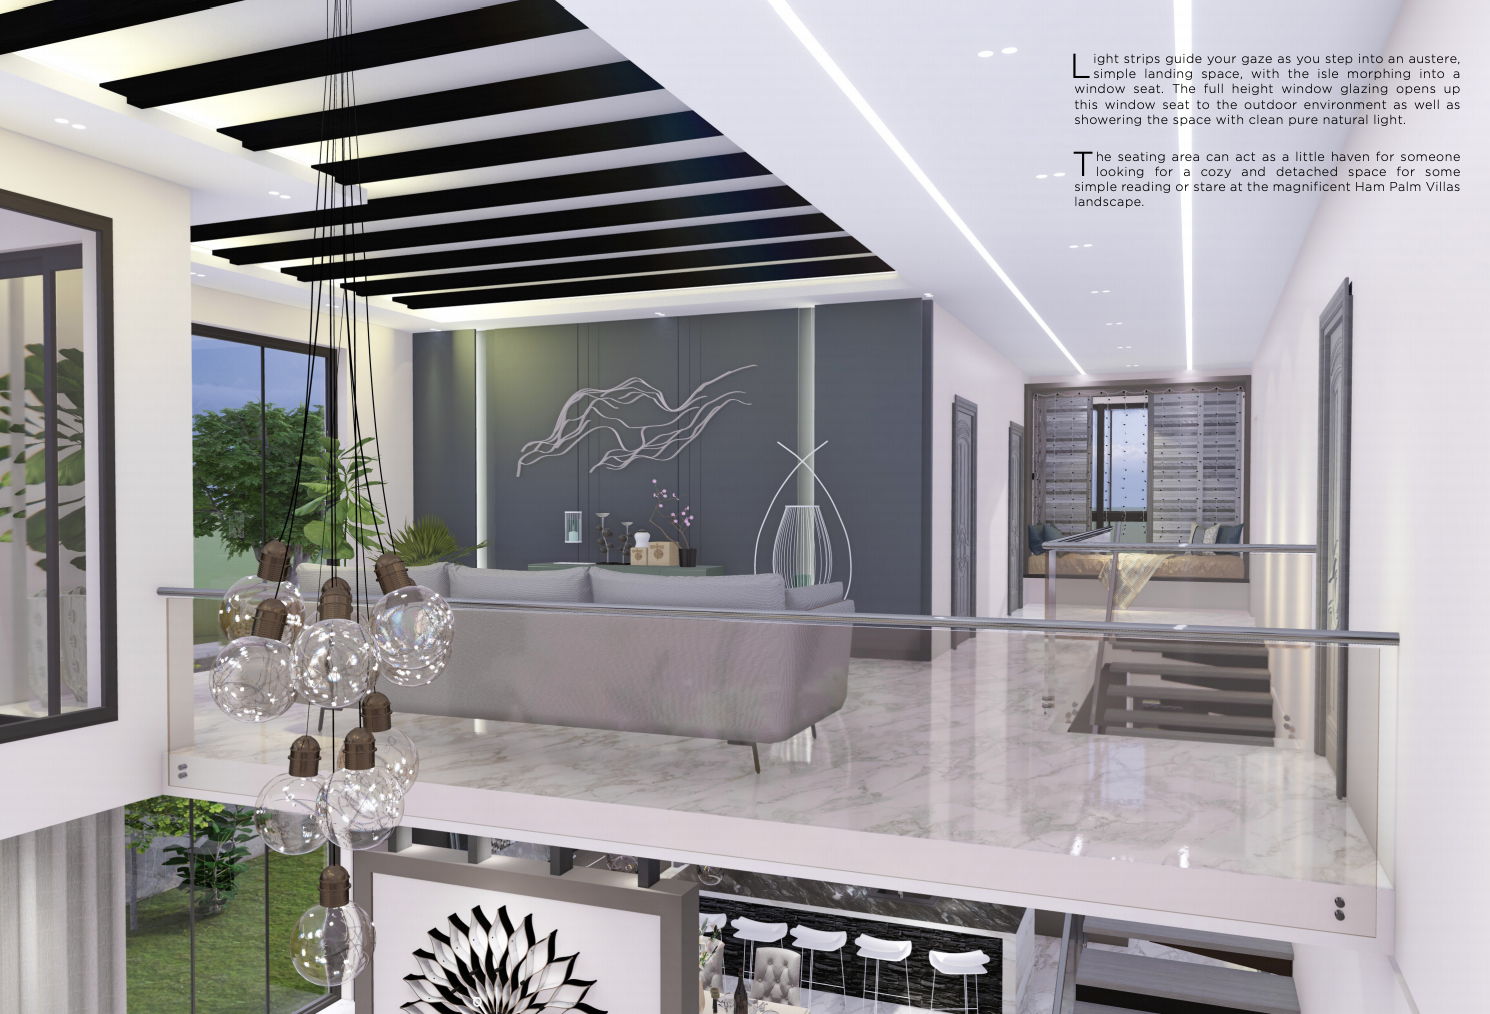 Light strips guide your gaze as you step into an austere,
simple landing space, with the isle morphing into a
window seat. The full height window glazing opens up
this window seat to the outdoor environment as well as
showering the space with clean pure natural light.
The seating area can act as a little haven for someone
looking for a cozy and detached space for some
simple reading or stare at the magnificent Ham Palm Villas
landscape.